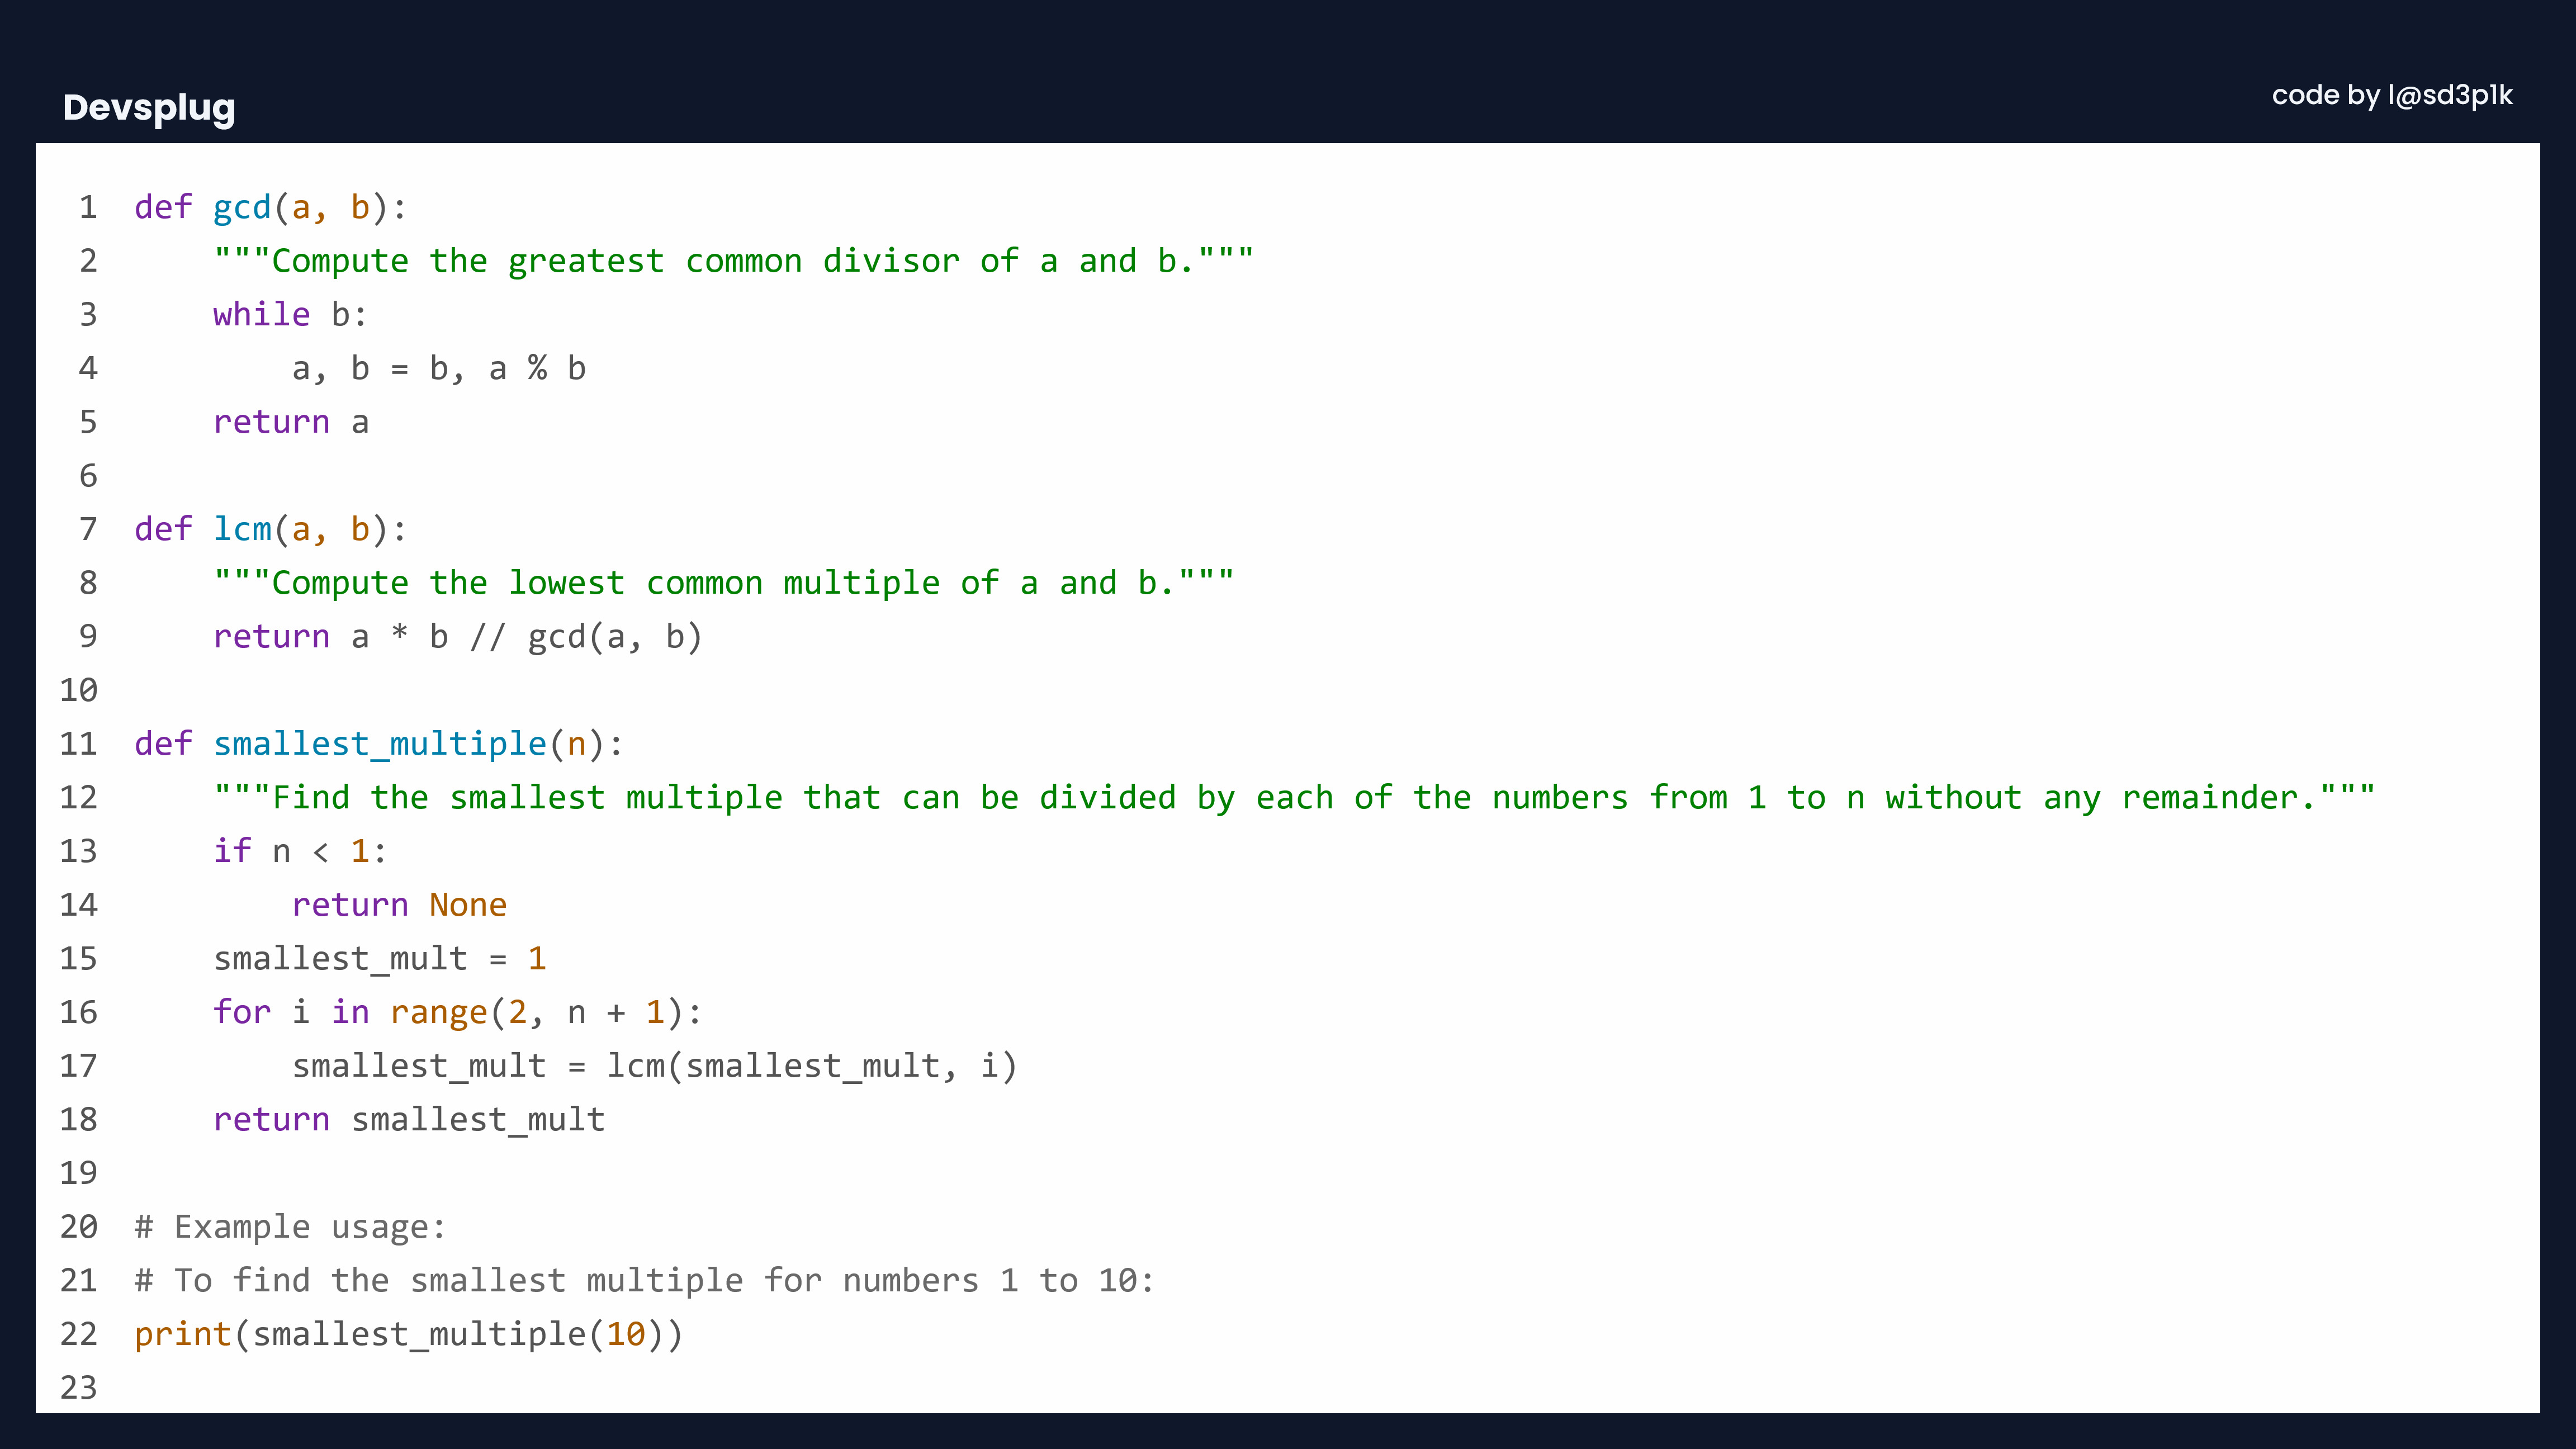 Devsplug
code by l@sd3p1k
1 def gcd(a, b):
2     """Compute the greatest common divisor of a and b."""
3     while b:
4         a, b = b, a % b
5     return a
6
7 def lcm(a, b):
8     """Compute the lowest common multiple of a and b."""
9     return a * b // gcd(a, b)
10
11 def smallest_multiple(n):
12     """Find the smallest multiple that can be divided by each of the numbers from 1 to n without any remainder."""
13     if n < 1:
14         return None
15     smallest_mult = 1
16     for i in range(2, n + 1):
17         smallest_mult = lcm(smallest_mult, i)
18     return smallest_mult
19
20 # Example usage:
21 # To find the smallest multiple for numbers 1 to 10:
22 print(smallest_multiple(10))
23